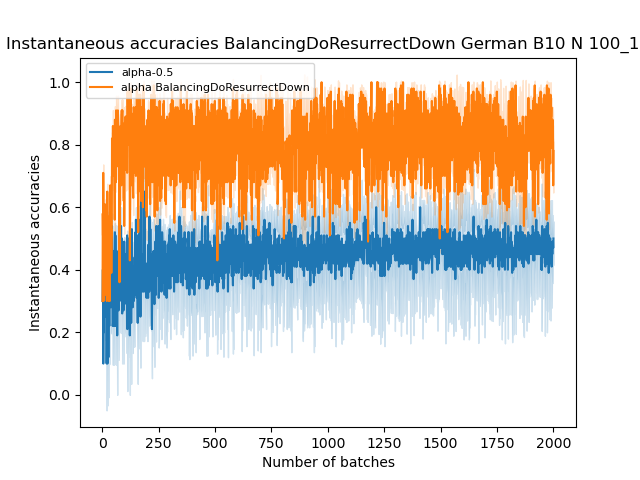 Instantaneous accuracies BalancingDoResurrectDown German B10 N 100_1
alpha-0.5
alpha BalancingDoResurrectDown
Instantaneous accuracies
1.0
0.8
0.6
0.4
0.2
0.0
0 250 500 750 1000 1250 1500 1750 2000
Number of batches